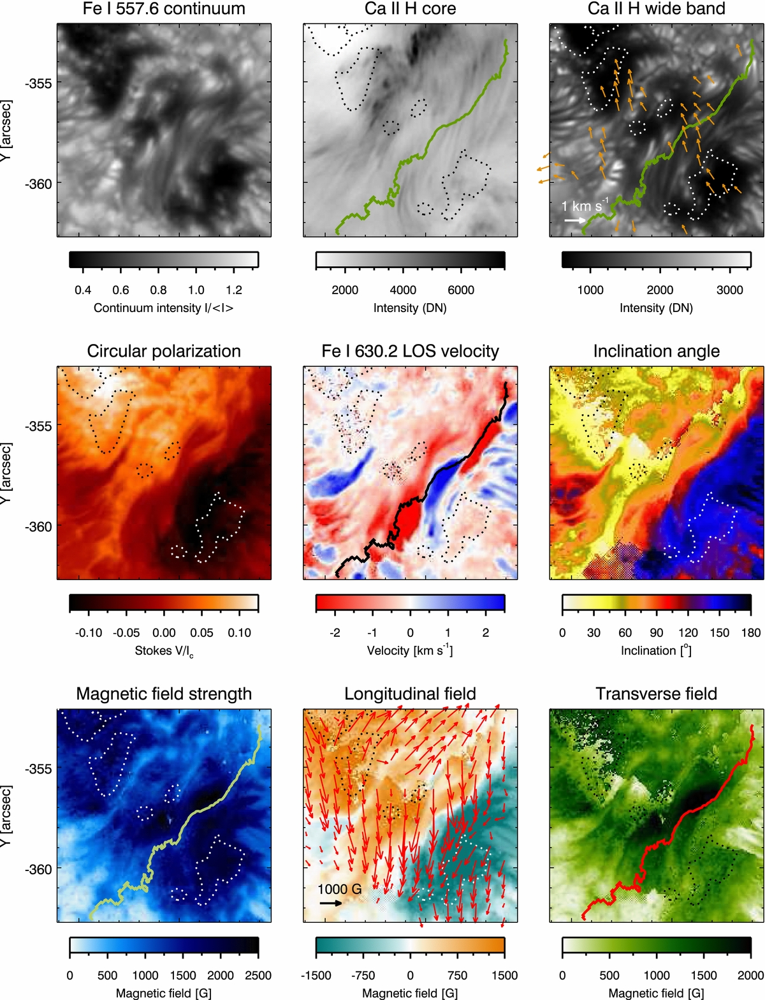 Fe I 557.6 continuum
Ca II H core
Ca II H wide band
-355
-360
Y [arcsec]
1 km s-1
0.4 0.6 0.8 1.0 1.2
2000 4000 6000
1000 2000 3000
Continuum intensity I/<I>
Intensity (DN)
Intensity (DN)
Circular polarization
Fe I 630.2 LOS velocity
Inclination angle
-355
-360
Y [arcsec]
-0.10 -0.05 0.00 0.05 0.10
-2 -1 0 1 2
0 30 60 90 120 150 180
Stokes V/Ic
Velocity [km s-1]
Inclination [o]
Magnetic field strength
Longitudinal field
Transverse field
-355
-360
Y [arcsec]
1000 G
0 500 1000 1500 2000 2500
-1500 -750 0 750 1500
0 500 1000 1500 2000
Magnetic field [G]
Magnetic field [G]
Magnetic field [G]